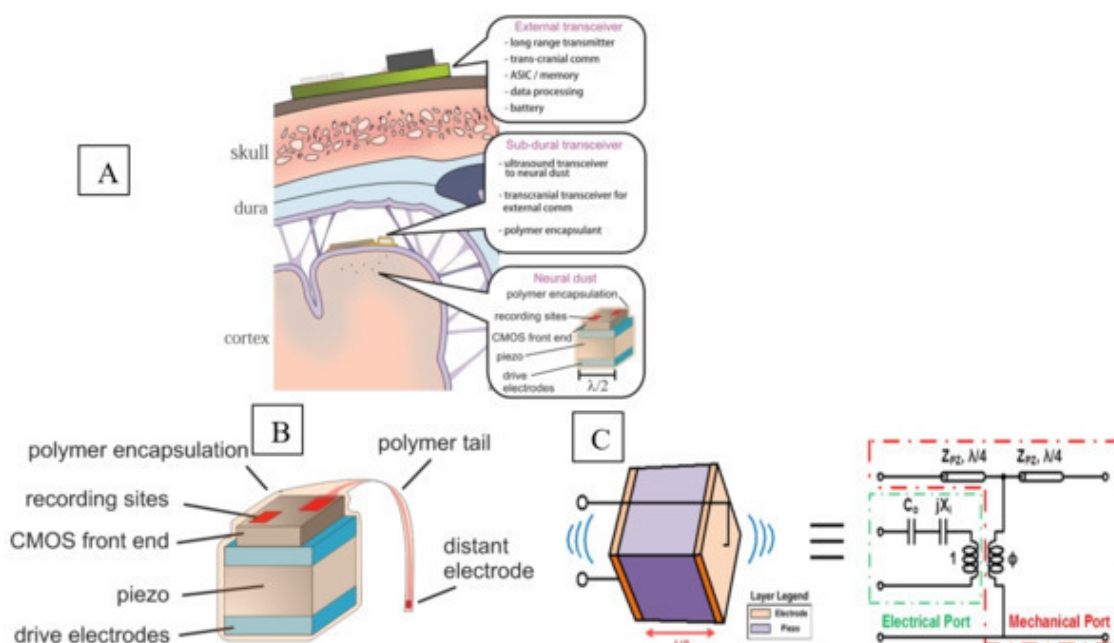 External transceiver
- long range transmitter
- trans-cranial comm
- ASIC / memory
- data processing
- battery
skull
A
Sub-dural transceiver
- ultrasound transceiver
to neural dust
- transcranial transceiver for
external comm
- polymer encapsulant
dura
Neural dust
polymer encapsulation
recording sites
CMOS front end
piezo
drive
electrodes
λ/2
cortex
B
polymer encapsulation
polymer tail
recording sites
CMOS front end
piezo
distant
electrode
drive electrodes
C
Layer Legend
Electrode
Piezo
Z_PZ, λ/4
Z_PZ, λ/4
C_o
jX_i
1
ϕ
Electrical Port
Mechanical Port